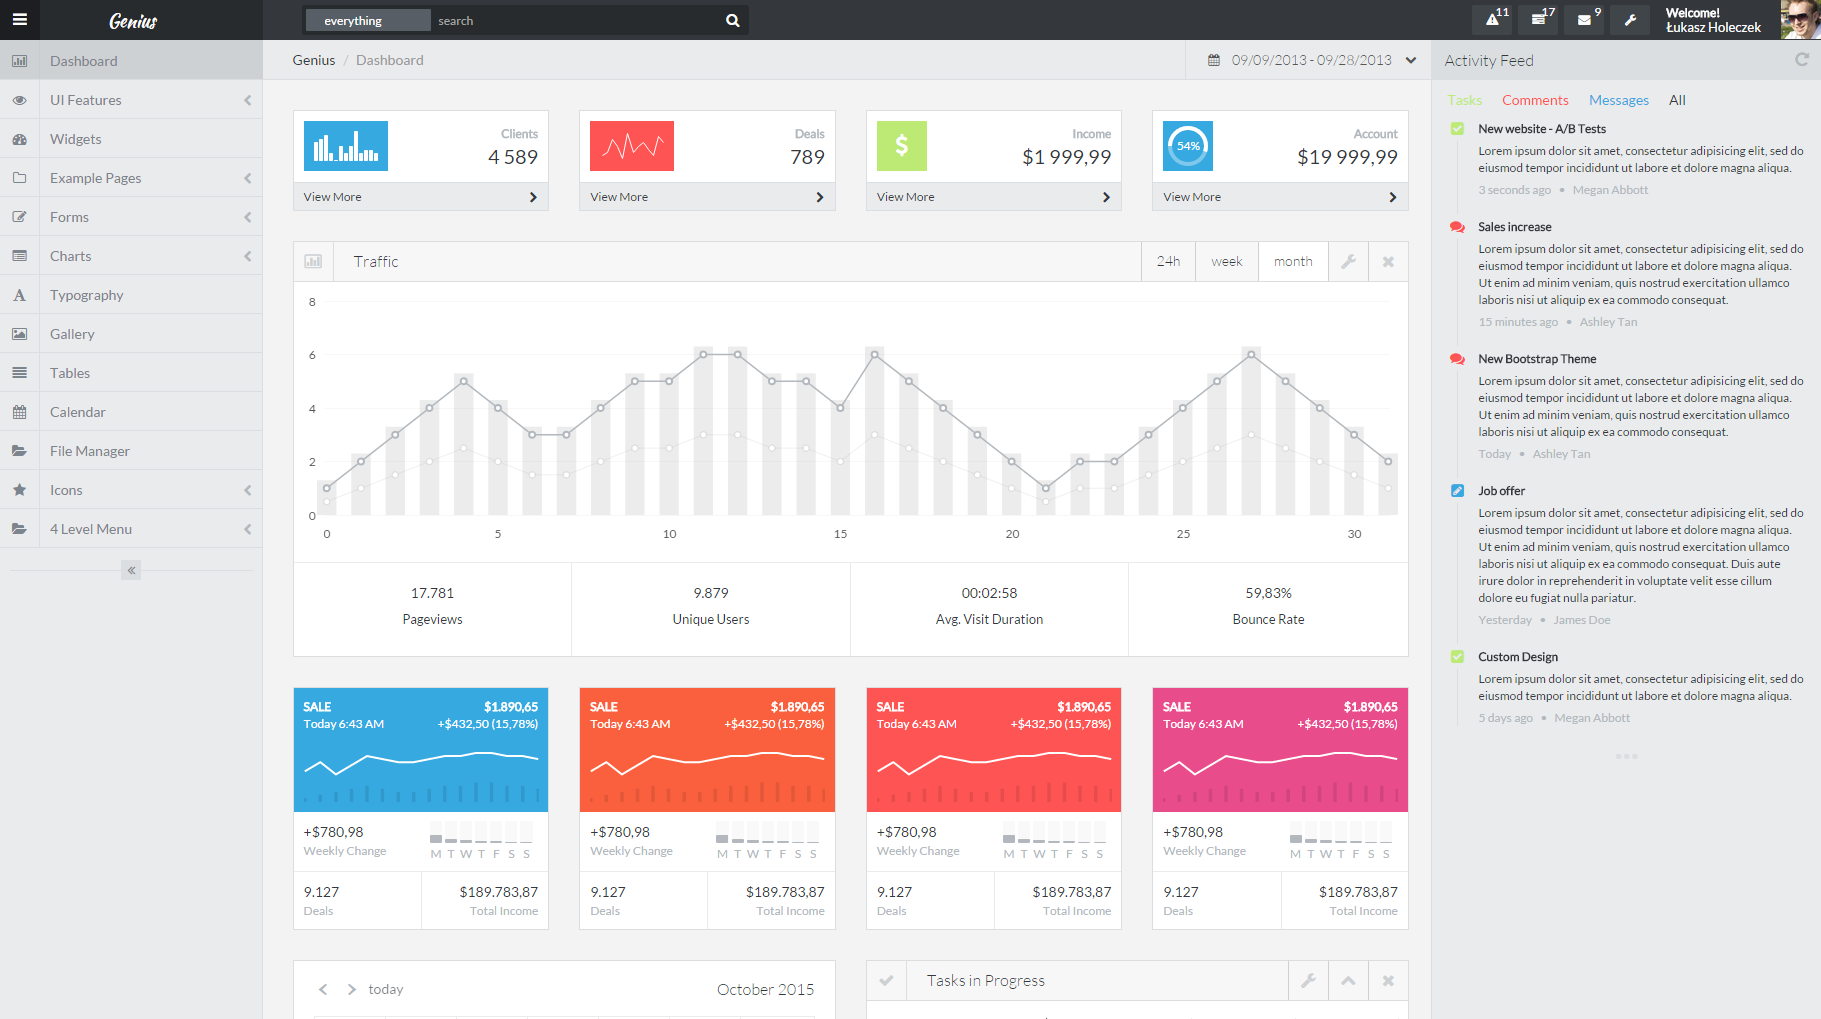 Genius
everything
search
11
17
9
Welcome!
Łukasz Holeczek
Dashboard
UI Features
Widgets
Example Pages
Forms
Charts
Typography
Gallery
Tables
Calendar
File Manager
Icons
4 Level Menu
Genius / Dashboard
09/09/2013 - 09/28/2013
Clients
4 589
View More
Deals
789
View More
$
Income
$1 999,99
View More
54%
Account
$19 999,99
View More
Traffic
24h
week
month
8
6
4
2
0
0 5 10 15 20 25 30
17.781
Pageviews
9.879
Unique Users
00:02:58
Avg. Visit Duration
59,83%
Bounce Rate
SALE $1.890,65
Today 6:43 AM +$432,50 (15,78%)
+$780,98
Weekly Change
M T W T F S S
9.127
Deals
$189.783,87
Total Income
SALE $1.890,65
Today 6:43 AM +$432,50 (15,78%)
+$780,98
Weekly Change
M T W T F S S
9.127
Deals
$189.783,87
Total Income
SALE $1.890,65
Today 6:43 AM +$432,50 (15,78%)
+$780,98
Weekly Change
M T W T F S S
9.127
Deals
$189.783,87
Total Income
SALE $1.890,65
Today 6:43 AM +$432,50 (15,78%)
+$780,98
Weekly Change
M T W T F S S
9.127
Deals
$189.783,87
Total Income
today
October 2015
Tasks in Progress
Activity Feed
Tasks Comments Messages All
New website - A/B Tests
Lorem ipsum dolor sit amet, consectetur adipisicing elit, sed do
eiusmod tempor incididunt ut labore et dolore magna aliqua.
3 seconds ago • Megan Abbott
Sales increase
Lorem ipsum dolor sit amet, consectetur adipisicing elit, sed do
eiusmod tempor incididunt ut labore et dolore magna aliqua.
Ut enim ad minim veniam, quis nostrud exercitation ullamco
laboris nisi ut aliquip ex ea commodo consequat.
15 minutes ago • Ashley Tan
New Bootstrap Theme
Lorem ipsum dolor sit amet, consectetur adipisicing elit, sed do
eiusmod tempor incididunt ut labore et dolore magna aliqua.
Ut enim ad minim veniam, quis nostrud exercitation ullamco
laboris nisi ut aliquip ex ea commodo consequat.
Today • Ashley Tan
Job offer
Lorem ipsum dolor sit amet, consectetur adipisicing elit, sed do
eiusmod tempor incididunt ut labore et dolore magna aliqua.
Ut enim ad minim veniam, quis nostrud exercitation ullamco
laboris nisi ut aliquip ex ea commodo consequat. Duis aute
irure dolor in reprehenderit in voluptate velit esse cillum
dolore eu fugiat nulla pariatur.
Yesterday • James Doe
Custom Design
Lorem ipsum dolor sit amet, consectetur adipisicing elit, sed do
eiusmod tempor incididunt ut labore et dolore magna aliqua.
5 days ago • Megan Abbott